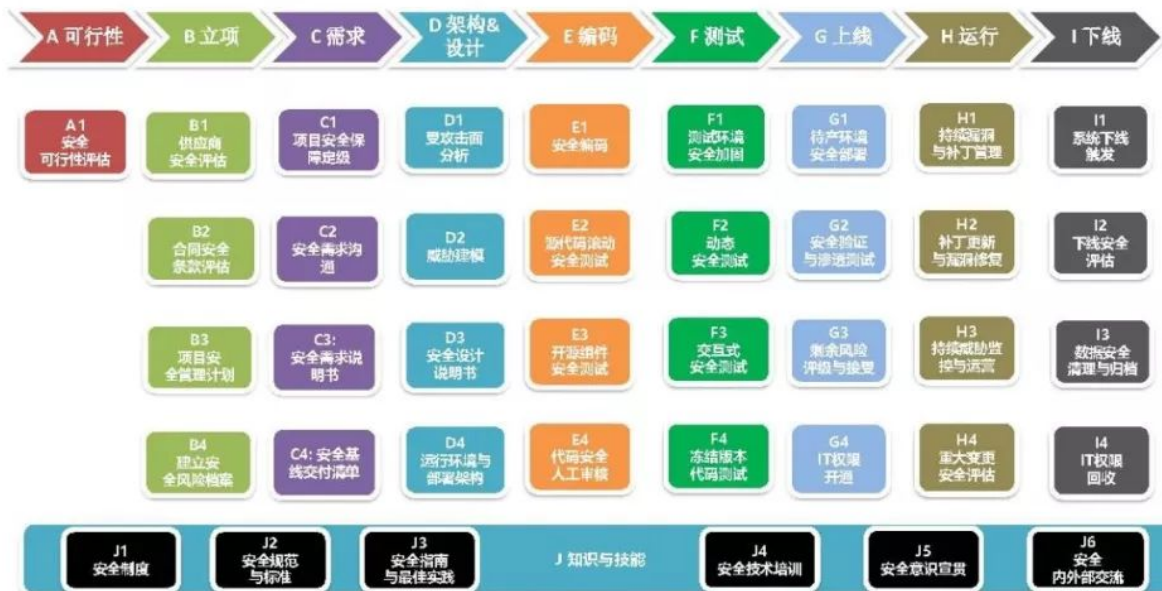 A 可行性
B 立项
C 需求
D 架构&
设计
E 编码
F 测试
G 上线
H 运行
I 下线
A1
安全
可行性评估
B1
供应商
安全评估
C1
项目安全保
障定级
D1
受攻击面
分析
E1
安全编码
F1
测试环境
安全加固
G1
待产环境
安全部署
H1
持续漏洞
与补丁管理
I1
系统下线
触发
B2
合同安全
条款评估
C2
安全需求沟
通
D2
威胁建模
E2
源代码滚动
安全测试
F2
动态
安全测试
G2
安全验证
与渗透测试
H2
补丁更新
与漏洞修复
I2
下线安全
评估
B3
项目安
全管理计划
C3:
安全需求说
明书
D3
安全设计
说明书
E3
开源组件
安全测试
F3
交互式
安全测试
G3
剩余风险
评级与接受
H3
持续威胁监
控与运营
I3
数据安全
清理与归档
B4
建立安
全风险档案
C4: 安全基
线交付清单
D4
运行环境与
部署架构
E4
代码安全
人工审核
F4
冻结版本
代码测试
G4
IT权限
开通
H4
重大变更
安全评估
I4
IT权限
回收
J1
安全制度
J2
安全规范
与标准
J3
安全指南
与最佳实践
J 知识与技能
J4
安全技术培训
J5
安全意识宣贯
J6
安全
内外部交流